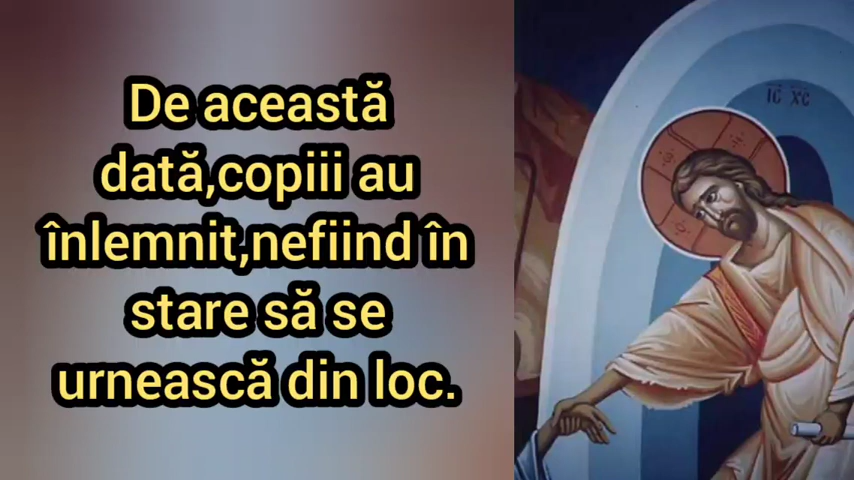 De această
dată,copiii au
înlemnit,nefiind în
stare să se
urnească din loc.
IC XC